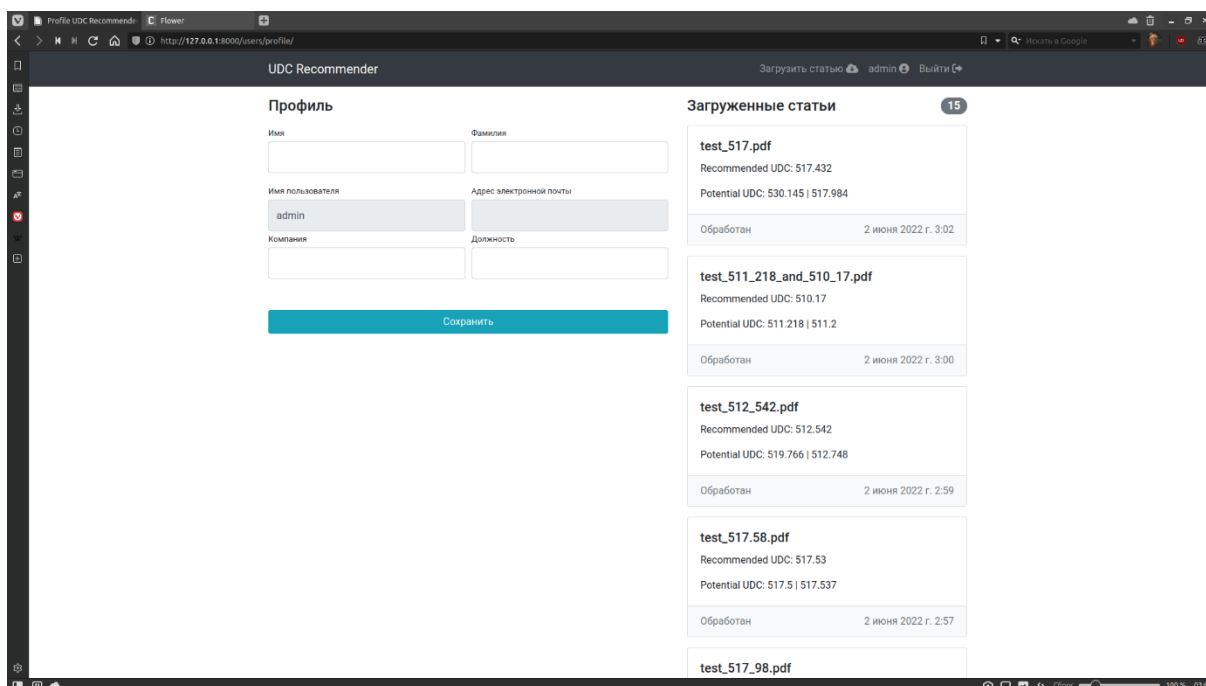 Profile UDC Recommende
Flower
http://127.0.0.1:8000/users/profile/
Искать в Google
UDC Recommender
Загрузить статью
admin
Выйти
Профиль
Имя
Фамилия
Имя пользователя
Адрес электронной почты
admin
Компания
Должность
Сохранить
Загруженные статьи
15
test_517.pdf
Recommended UDC: 517.432
Potential UDC: 530.145 | 517.984
Обработан
2 июня 2022 г. 3:02
test_511_218_and_510_17.pdf
Recommended UDC: 510.17
Potential UDC: 511.218 | 511.2
Обработан
2 июня 2022 г. 3:00
test_512_542.pdf
Recommended UDC: 512.542
Potential UDC: 519.766 | 512.748
Обработан
2 июня 2022 г. 2:59
test_517.58.pdf
Recommended UDC: 517.53
Potential UDC: 517.5 | 517.537
Обработан
2 июня 2022 г. 2:57
test_517_98.pdf
Сброс
100 %